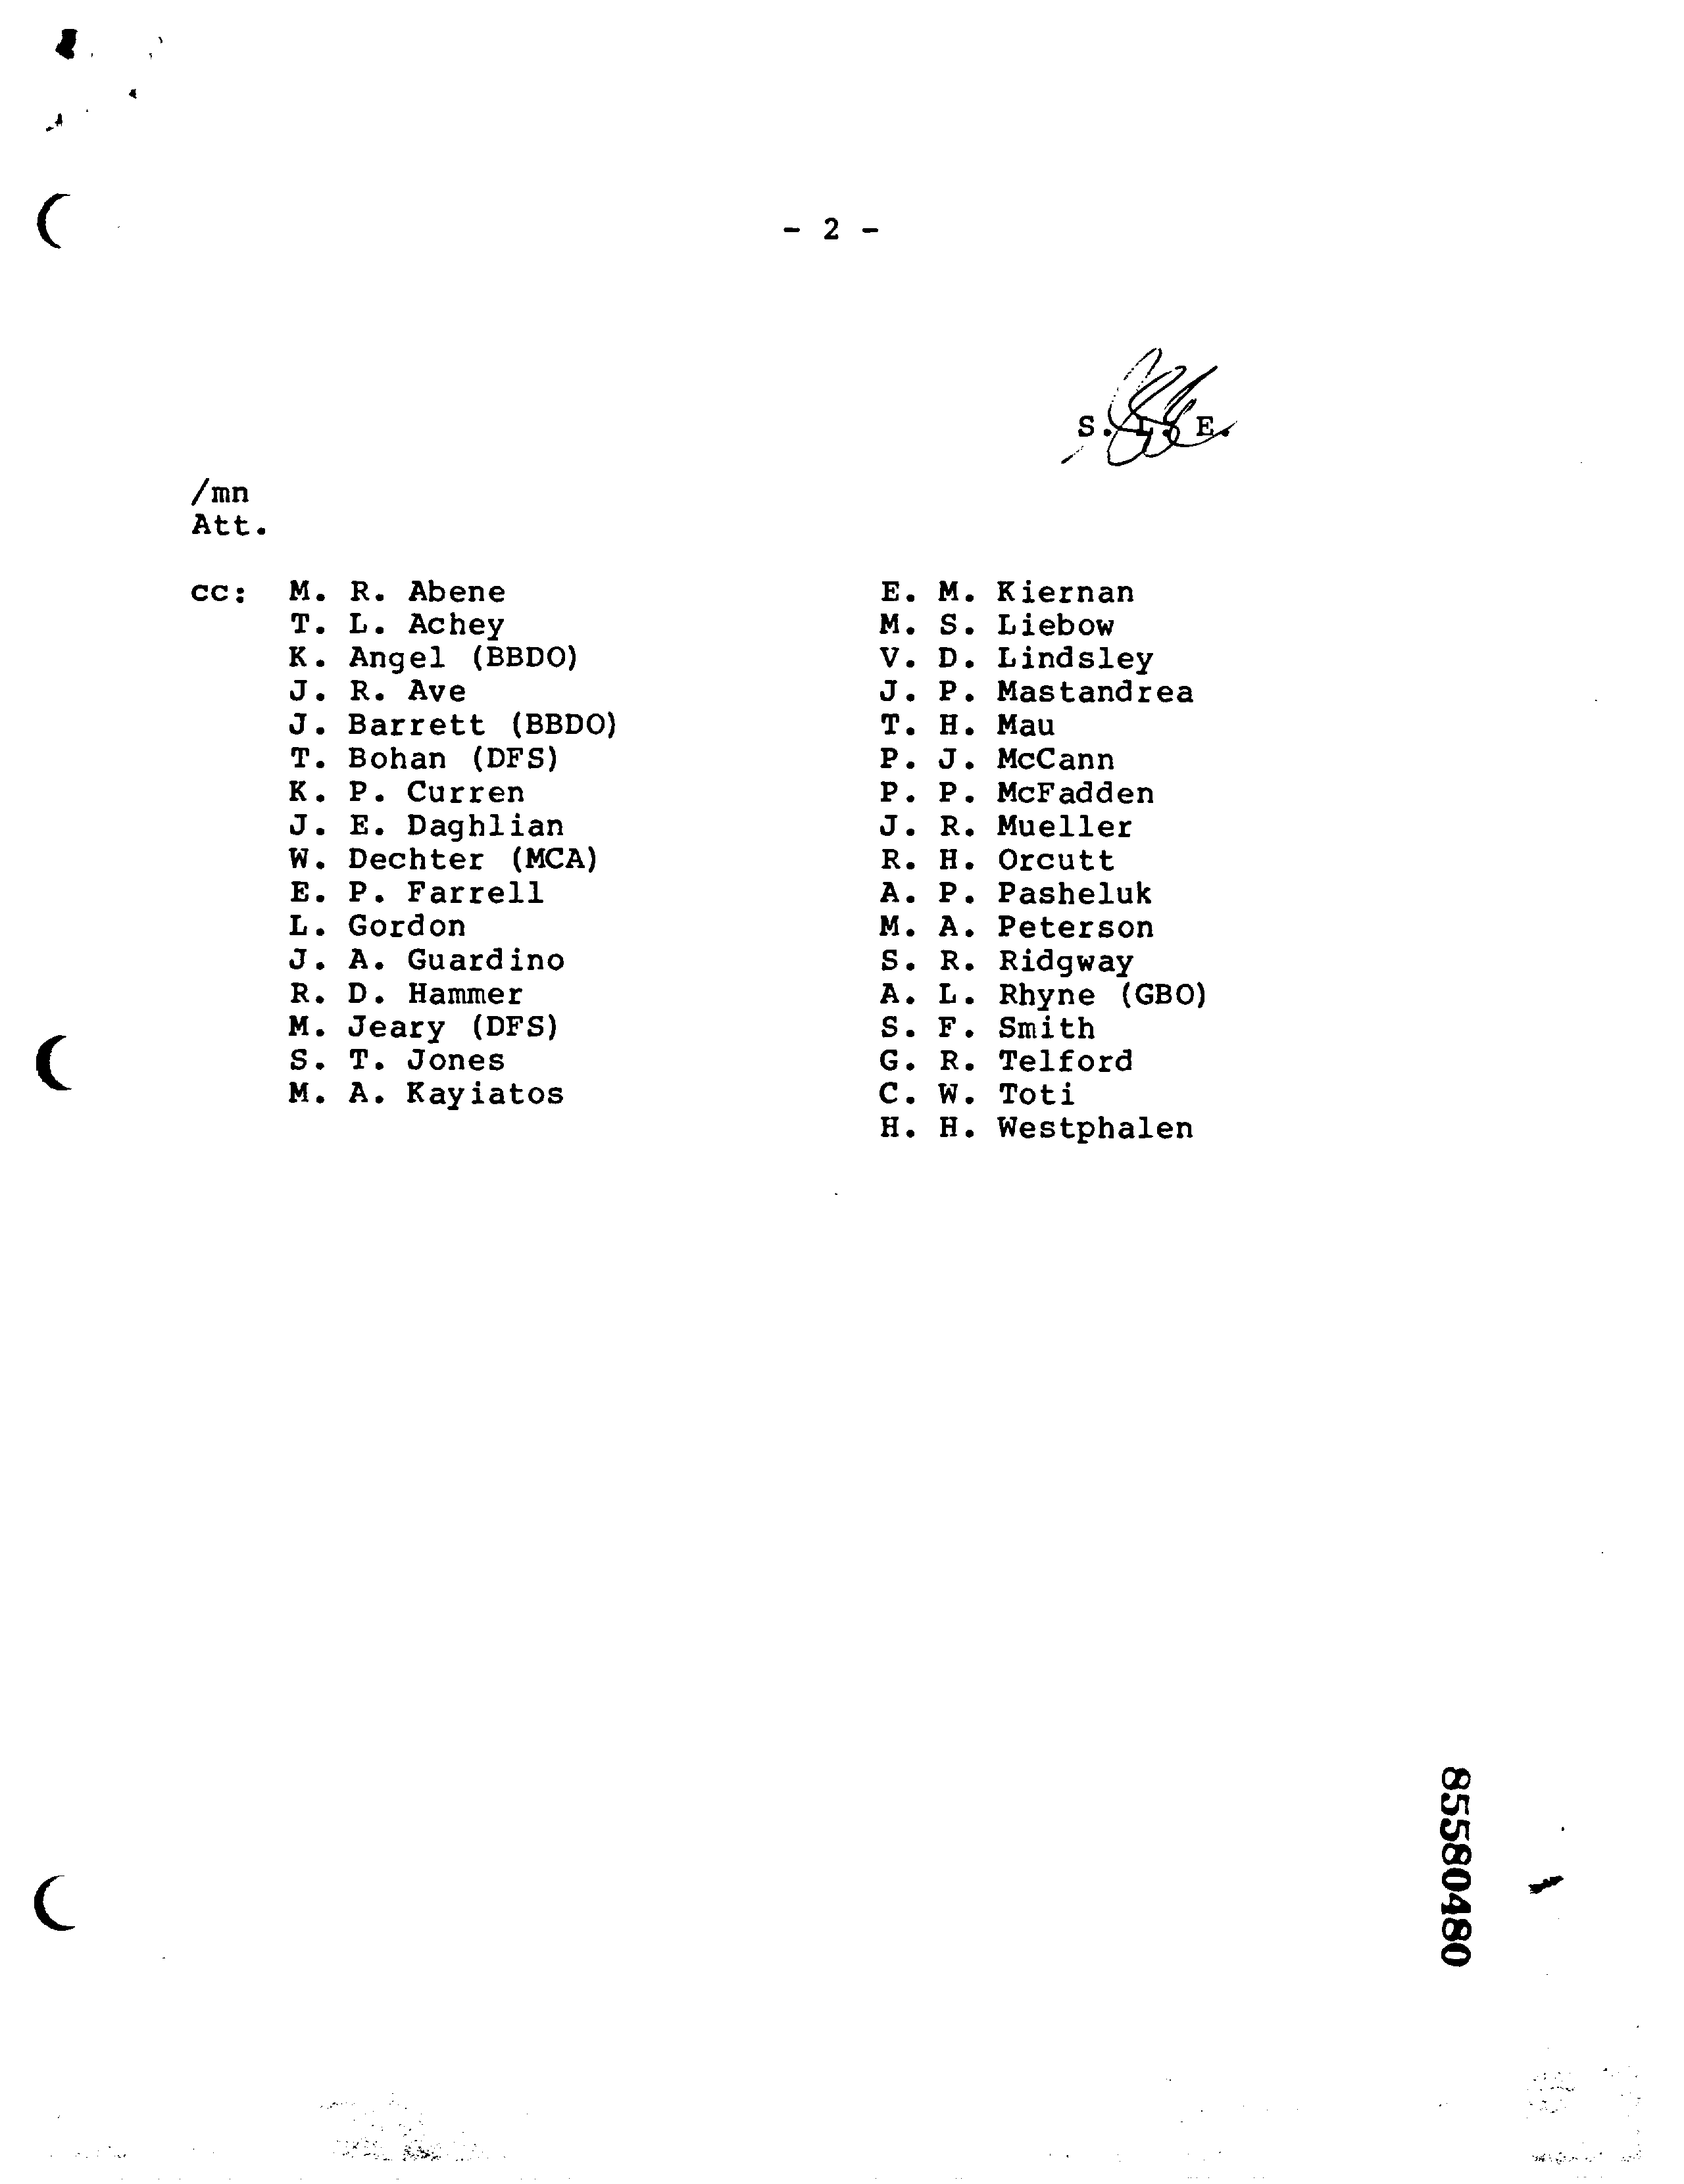 - 2 -
S. L. E.
/mn
Att.
cc: M. R. Abene
T. L. Achey
K. Angel (BBDO)
J. R. Ave
J. Barrett (BBDO)
T. Bohan (DFS)
K. P. Curren
J. E. Daghlian
W. Dechter (MCA)
E. P. Farrell
L. Gordon
J. A. Guardino
R. D. Hammer
M. Jeary (DFS)
S. T. Jones
M. A. Kayiatos
E. M. Kiernan
M. S. Liebow
V. D. Lindsley
J. P. Mastandrea
T. H. Mau
P. J. McCann
P. P. McFadden
J. R. Mueller
R. H. Orcutt
A. P. Pasheluk
M. A. Peterson
S. R. Ridgway
A. L. Rhyne (GBO)
S. F. Smith
G. R. Telford
C. W. Toti
H. H. Westphalen
85580480